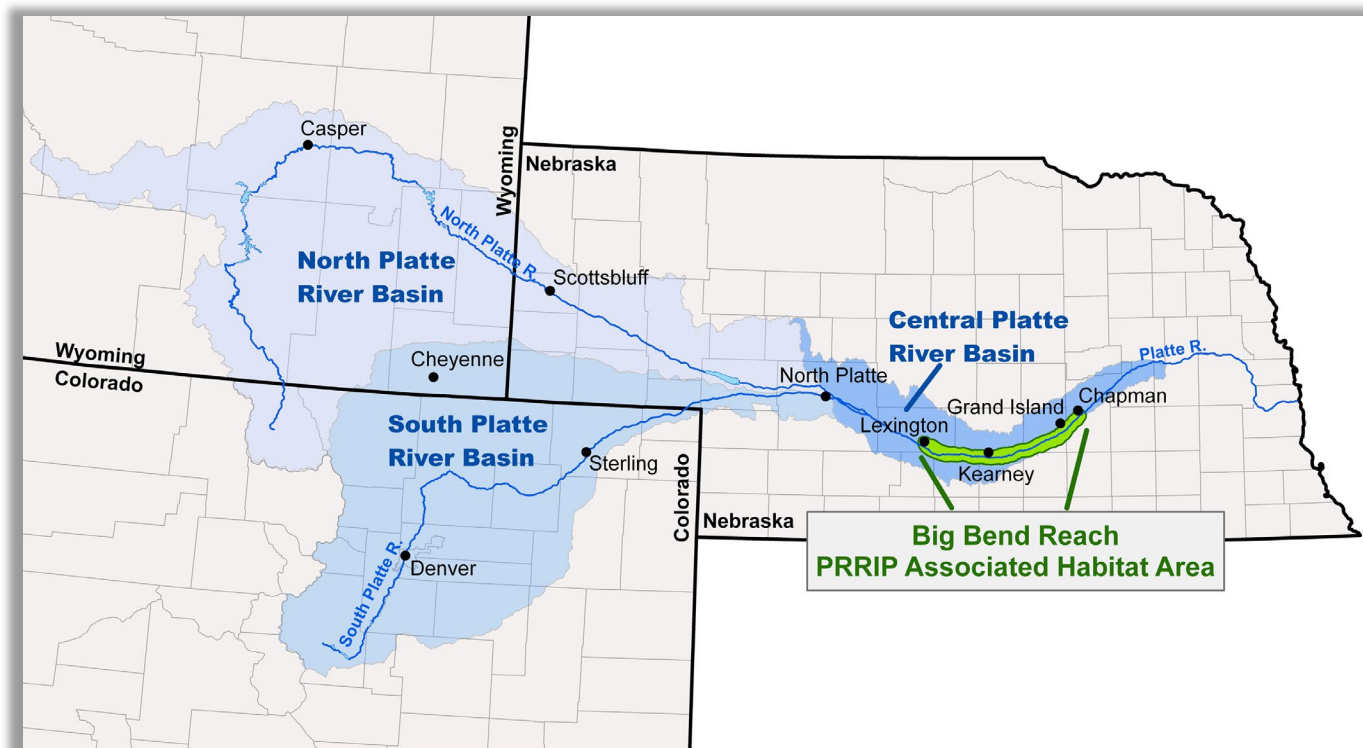 Casper
Wyoming
Nebraska
North Platte R.
North Platte
River Basin
Scottsbluff
Central Platte
River Basin
Platte R.
Wyoming
Colorado
Cheyenne
North Platte
Grand Island
Chapman
Lexington
South Platte
River Basin
Sterling
Kearney
Colorado
Nebraska
Big Bend Reach
PRRIP Associated Habitat Area
Denver
South Platte R.